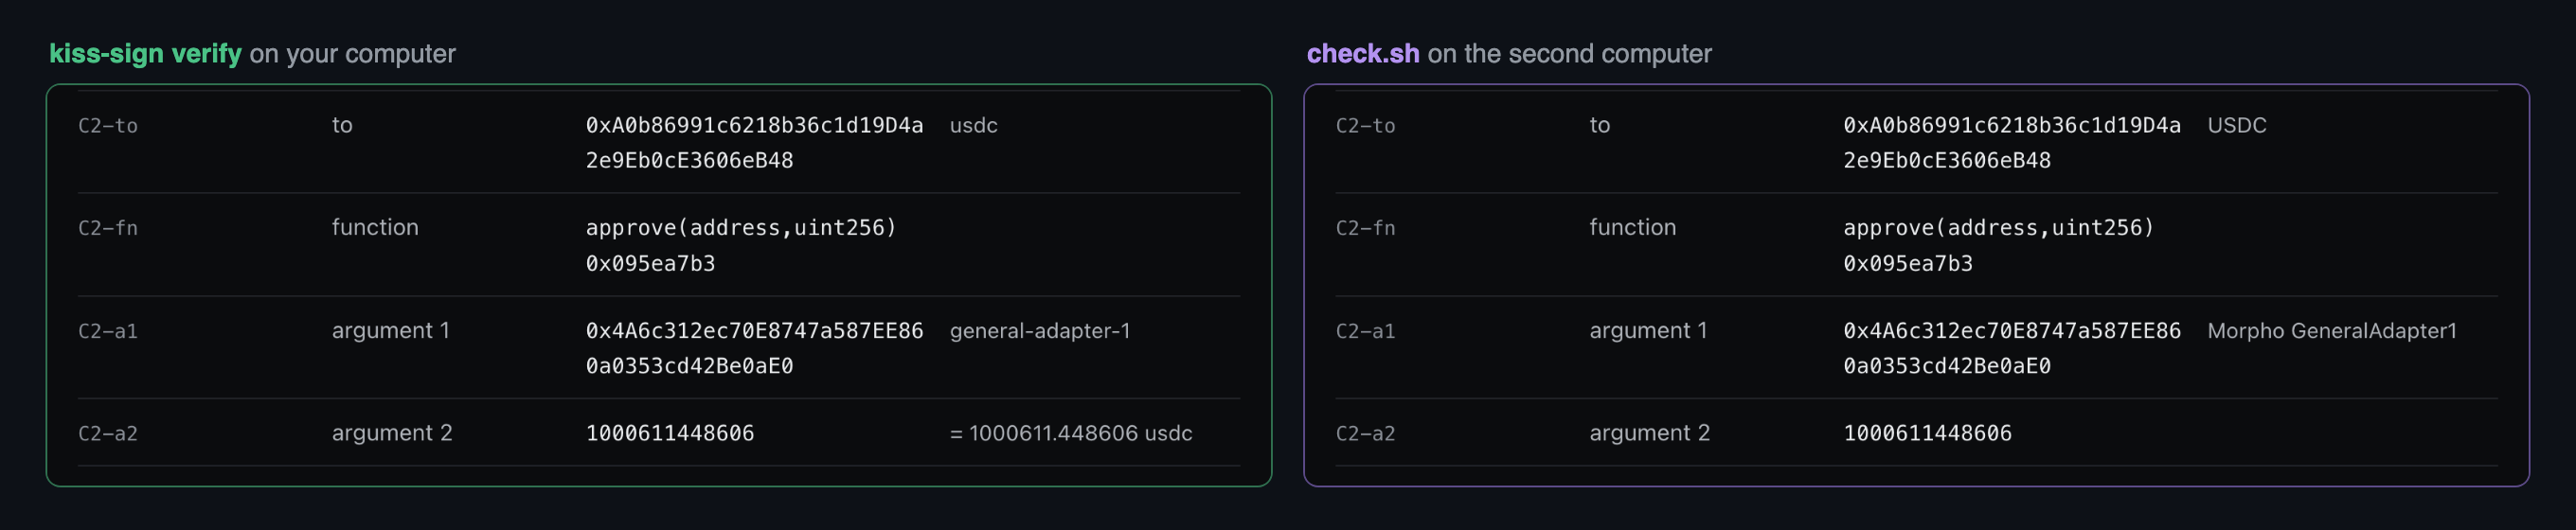 kiss-sign verify on your computer
C2-to to 0xA0b86991c6218b36c1d19D4a usdc
2e9Eb0cE3606eB48
C2-fn function approve(address,uint256)
0x095ea7b3
C2-a1 argument 1 0x4A6c312ec70E8747a587EE86 general-adapter-1
0a0353cd42Be0aE0
C2-a2 argument 2 1000611448606 = 1000611.448606 usdc
check.sh on the second computer
C2-to to 0xA0b86991c6218b36c1d19D4a USDC
2e9Eb0cE3606eB48
C2-fn function approve(address,uint256)
0x095ea7b3
C2-a1 argument 1 0x4A6c312ec70E8747a587EE86 Morpho GeneralAdapter1
0a0353cd42Be0aE0
C2-a2 argument 2 1000611448606